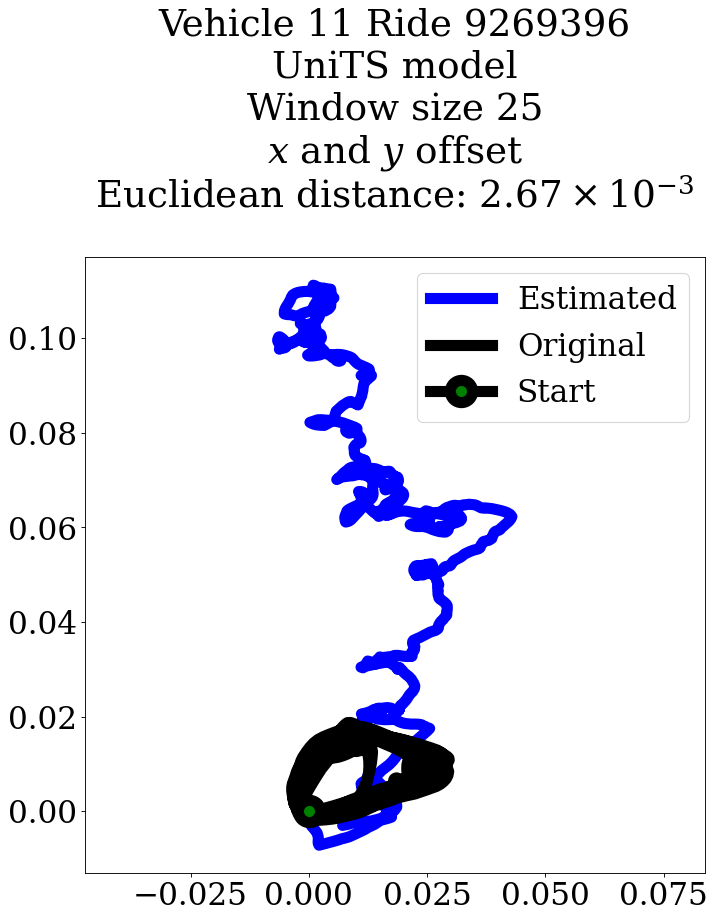 Vehicle 11 Ride 9269396
UniTS model
Window size 25
x and y offset
Euclidean distance: 2.67 × 10⁻³
Estimated
Original
Start
0.10
0.08
0.06
0.04
0.02
0.00
−0.025 0.000 0.025 0.050 0.075